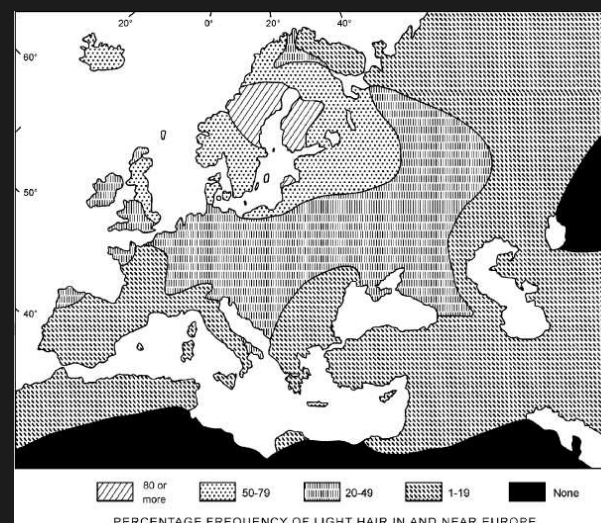 20° 0° 20° 40°
60°
50°
40°
80 or more 50-79 20-49 1-19 None
PERCENTAGE FREQUENCY OF LIGHT HAIR IN AND NEAR EUROPE